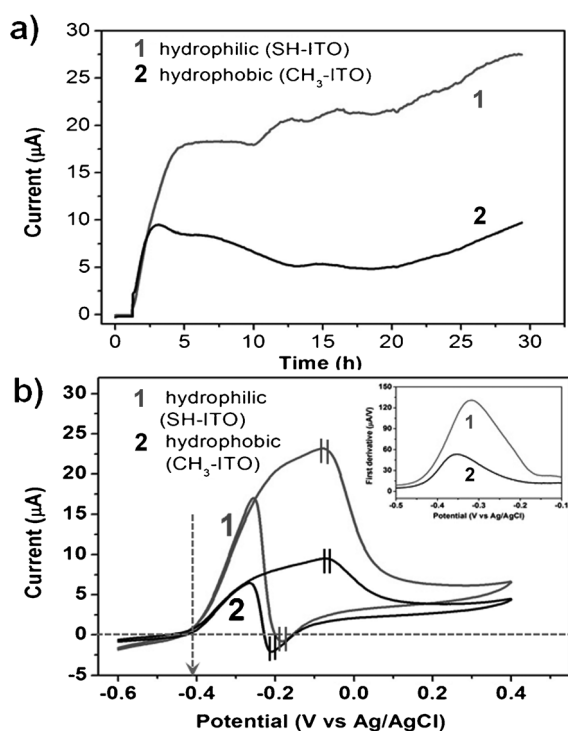 a)
1 hydrophilic (SH-ITO)
2 hydrophobic (CH₃-ITO)
1
2
30
25
20
15
10
5
0
Current (μA)
0 5 10 15 20 25 30
Time (h)
b)
1 hydrophilic
(SH-ITO)
2 hydrophobic
(CH₃-ITO)
1
2
30
25
20
15
10
5
0
-5
Current (μA)
-0.6 -0.4 -0.2 0.0 0.2 0.4
Potential (V vs Ag/AgCl)
150
120
90
60
30
0
First derivative (μA/V)
1
2
-0.5 -0.4 -0.3 -0.2 -0.1
Potential (V vs Ag/AgCl)